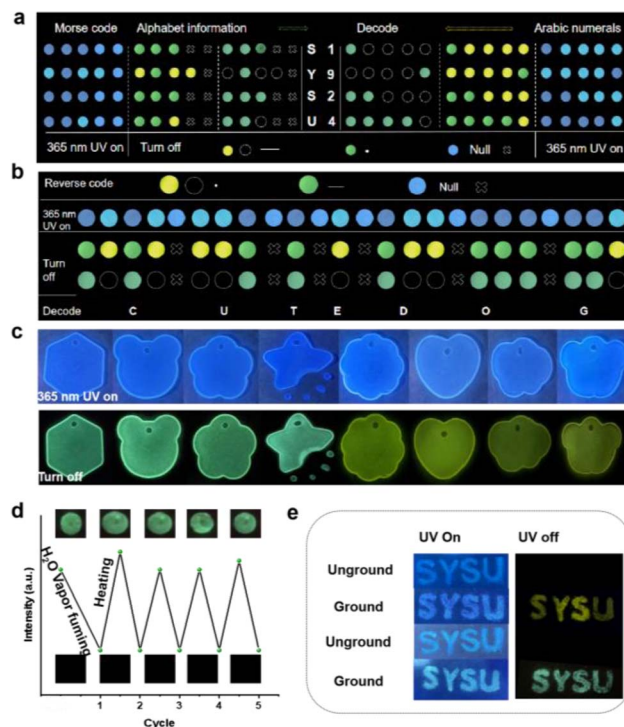 a
Morse code Alphabet information Decode Arabic numerals
S 1
Y 9
S 2
U 4
365 nm UV on Turn off — • Null 365 nm UV on
b
Reverse code • — Null
365 nm
UV on
Turn
off
Decode C U T E D O G
c
365 nm UV on
Turn off
d
Intensity (a.u.)
H₂O Vapor fuming
Heating
1 2 3 4 5
Cycle
e
UV On UV off
Unground SYSU
Ground SYSU SYSU
Unground SYSU
Ground SYSU SYSU